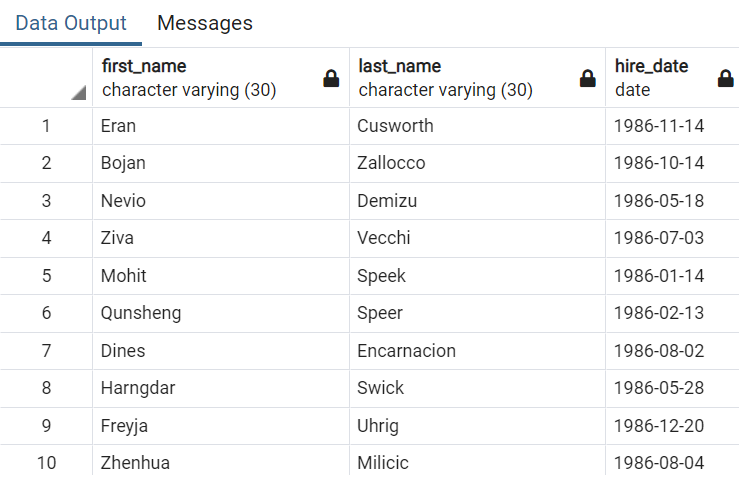 Data Output Messages
first_name last_name hire_date
character varying (30) character varying (30) date
1 Eran Cusworth 1986-11-14
2 Bojan Zallocco 1986-10-14
3 Nevio Demizu 1986-05-18
4 Ziva Vecchi 1986-07-03
5 Mohit Speek 1986-01-14
6 Qunsheng Speer 1986-02-13
7 Dines Encarnacion 1986-08-02
8 Harngdar Swick 1986-05-28
9 Freyja Uhrig 1986-12-20
10 Zhenhua Milicic 1986-08-04